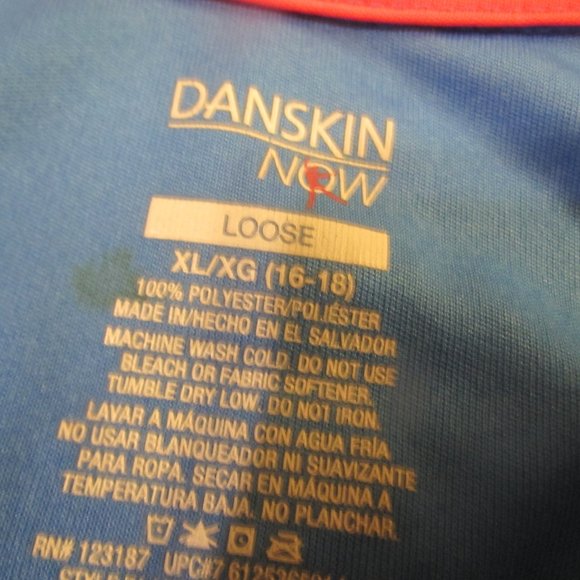 DANSKIN
NOW
R
LOOSE
XL/XG (16-18)
100% POLYESTER/POLIÉSTER
MADE IN/HECHO EN EL SALVADOR
MACHINE WASH COLD. DO NOT USE
BLEACH OR FABRIC SOFTENER.
TUMBLE DRY LOW. DO NOT IRON.
LAVAR A MÁQUINA CON AGUA FRÍA
NO USAR BLANQUEADOR NI SUAVIZANTE
PARA ROPA. SECAR EN MÁQUINA A
TEMPERATURA BAJA. NO PLANCHAR.
RN# 123187 UPC#7